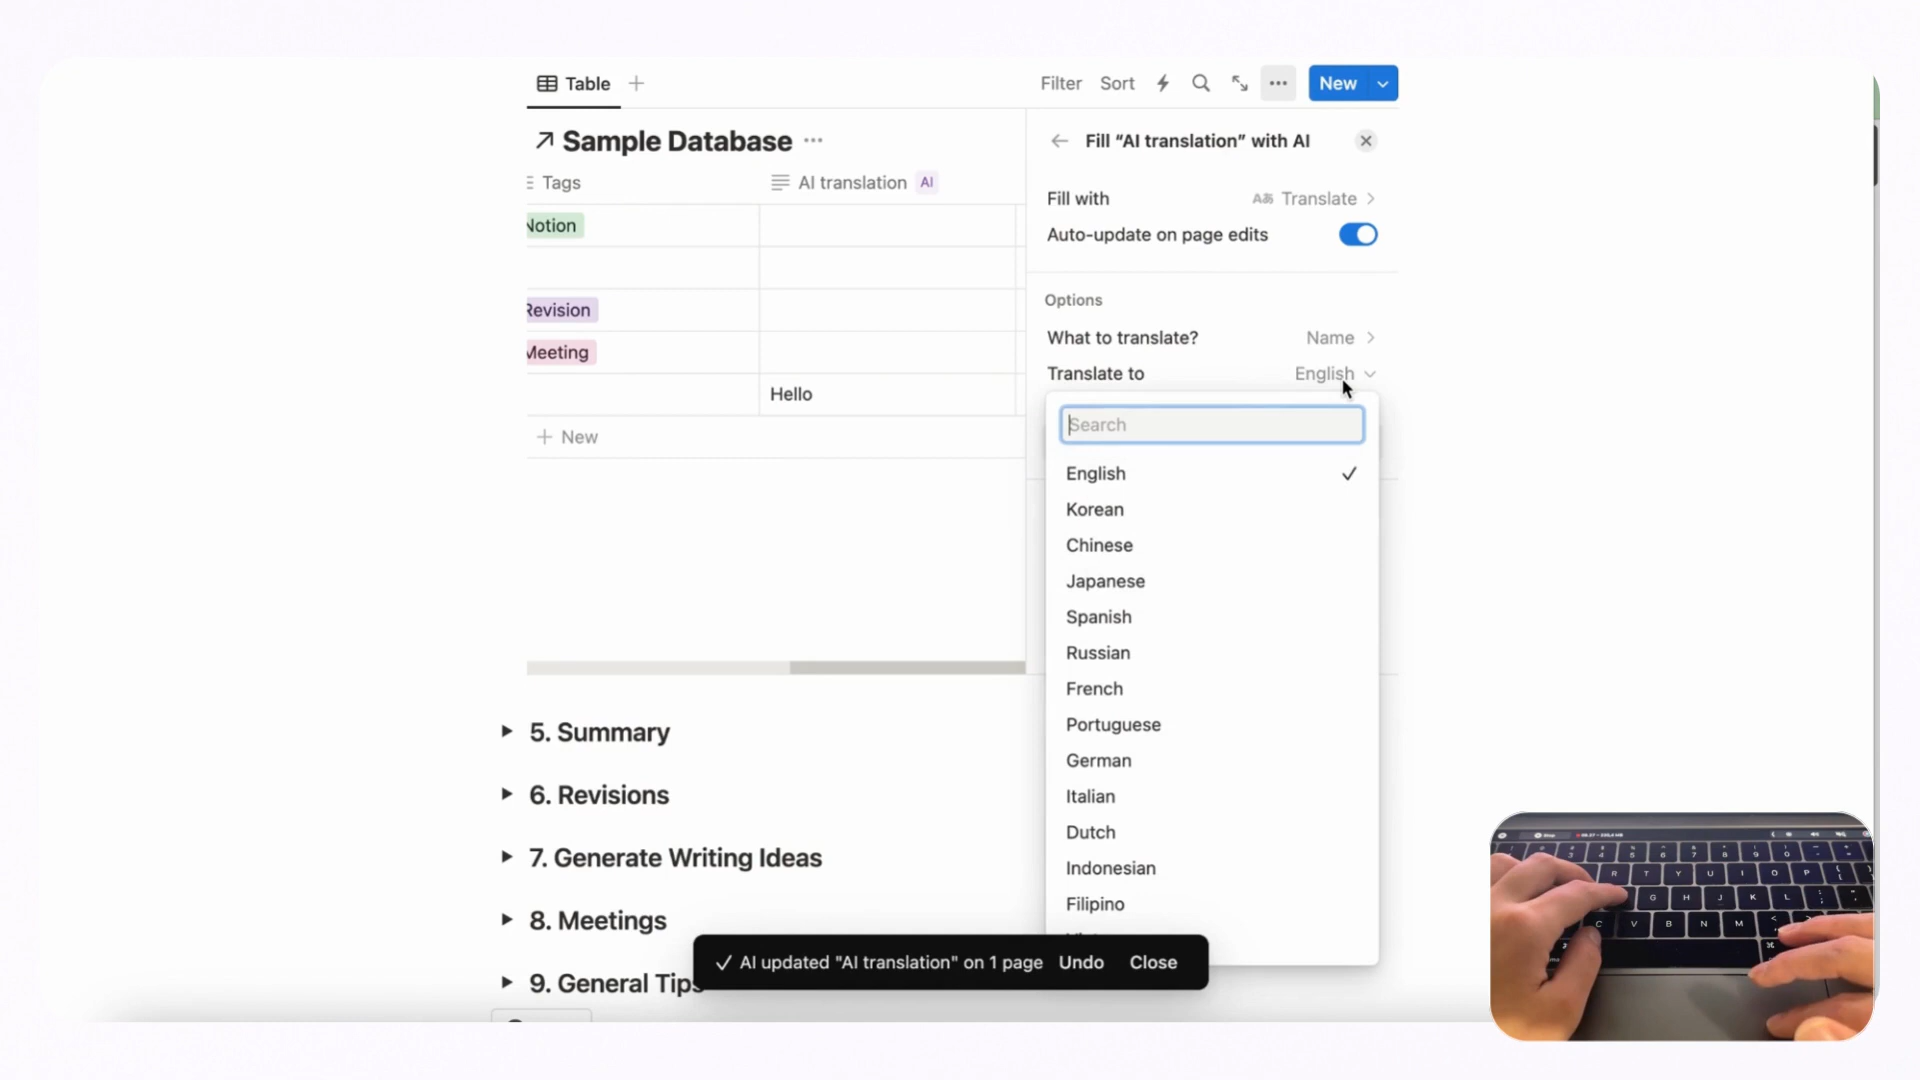 Table
Filter Sort New
Sample Database
Fill “AI translation” with AI
Tags AI translation AI
Fill with Translate
Notion
Auto-update on page edits
Revision
Options
What to translate? Name
Meeting
Translate to English
Hello
Search
New
English
Korean
Chinese
Japanese
Spanish
Russian
French
Portuguese
German
Italian
Dutch
Indonesian
Filipino
5. Summary
6. Revisions
7. Generate Writing Ideas
8. Meetings
9. General Tips
AI updated "AI translation" on 1 page Undo Close